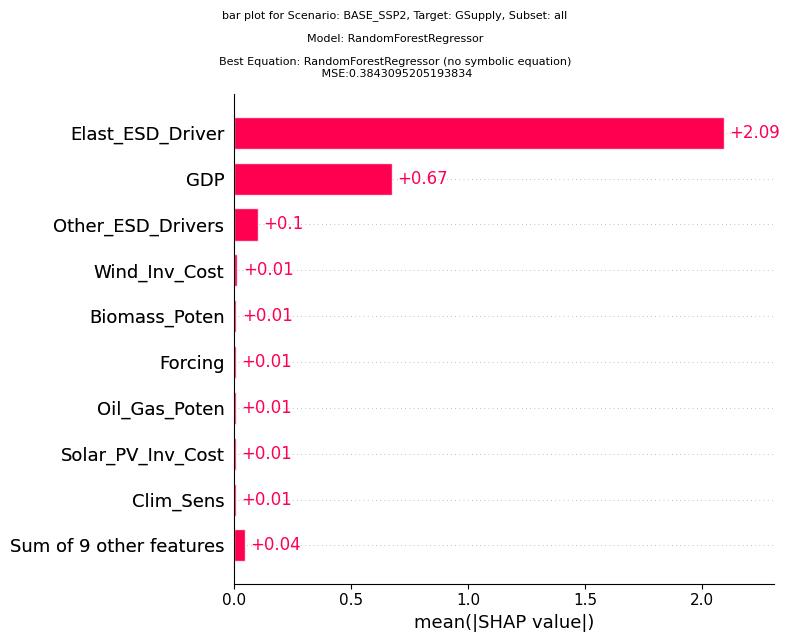 bar plot for Scenario: BASE_SSP2, Target: GSupply, Subset: all
Model: RandomForestRegressor
Best Equation: RandomForestRegressor (no symbolic equation)
MSE:0.3843095205193834
Elast_ESD_Driver +2.09
GDP +0.67
Other_ESD_Drivers +0.1
Wind_Inv_Cost +0.01
Biomass_Poten +0.01
Forcing +0.01
Oil_Gas_Poten +0.01
Solar_PV_Inv_Cost +0.01
Clim_Sens +0.01
Sum of 9 other features +0.04
0.0 0.5 1.0 1.5 2.0
mean(|SHAP value|)